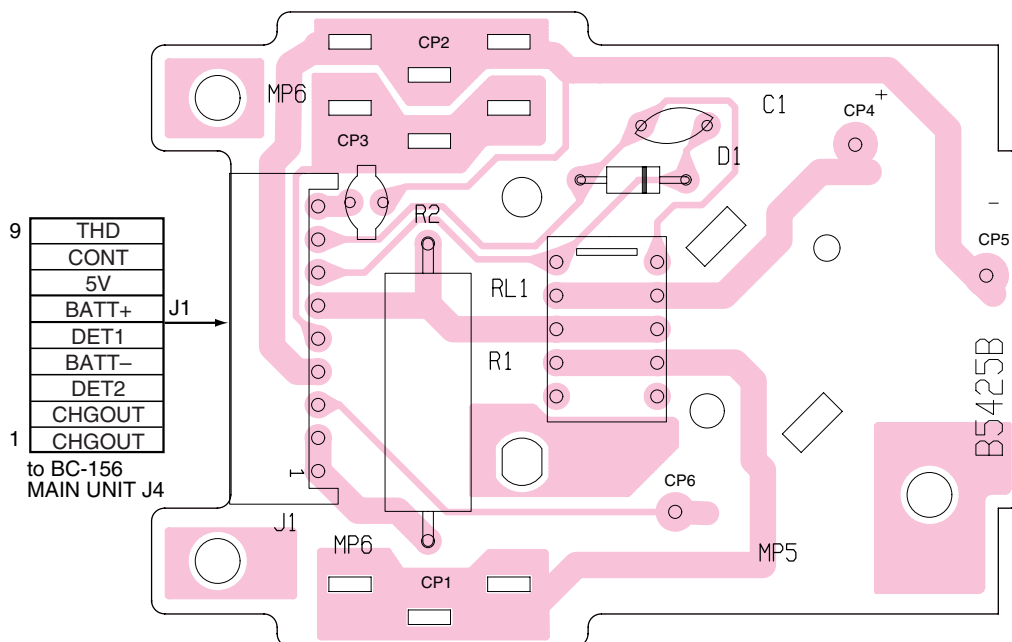 CP2
MP6
C1
+
CP4
CP3
D1
R2
-
CP5
9
THD
CONT
5V
BATT+
J1
DET1
BATT–
DET2
CHGOUT
1
CHGOUT
to BC-156
MAIN UNIT J4
RL1
R1
B5425B
1
CP6
J1
MP6
MP5
CP1